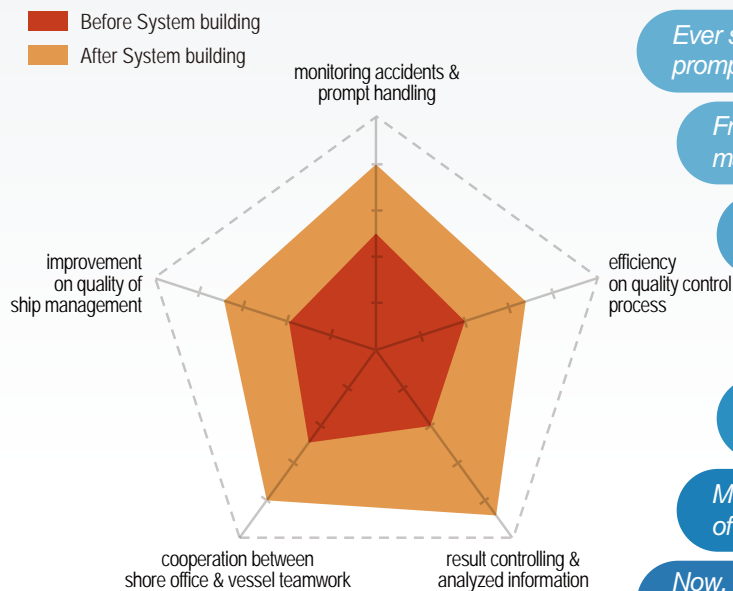 Before System building
After System building
monitoring accidents &
prompt handling
improvement
on quality of
ship management
efficiency
on quality control
process
cooperation between
shore office & vessel teamwork
result controlling &
analyzed information
Ever
promp
of
Now,